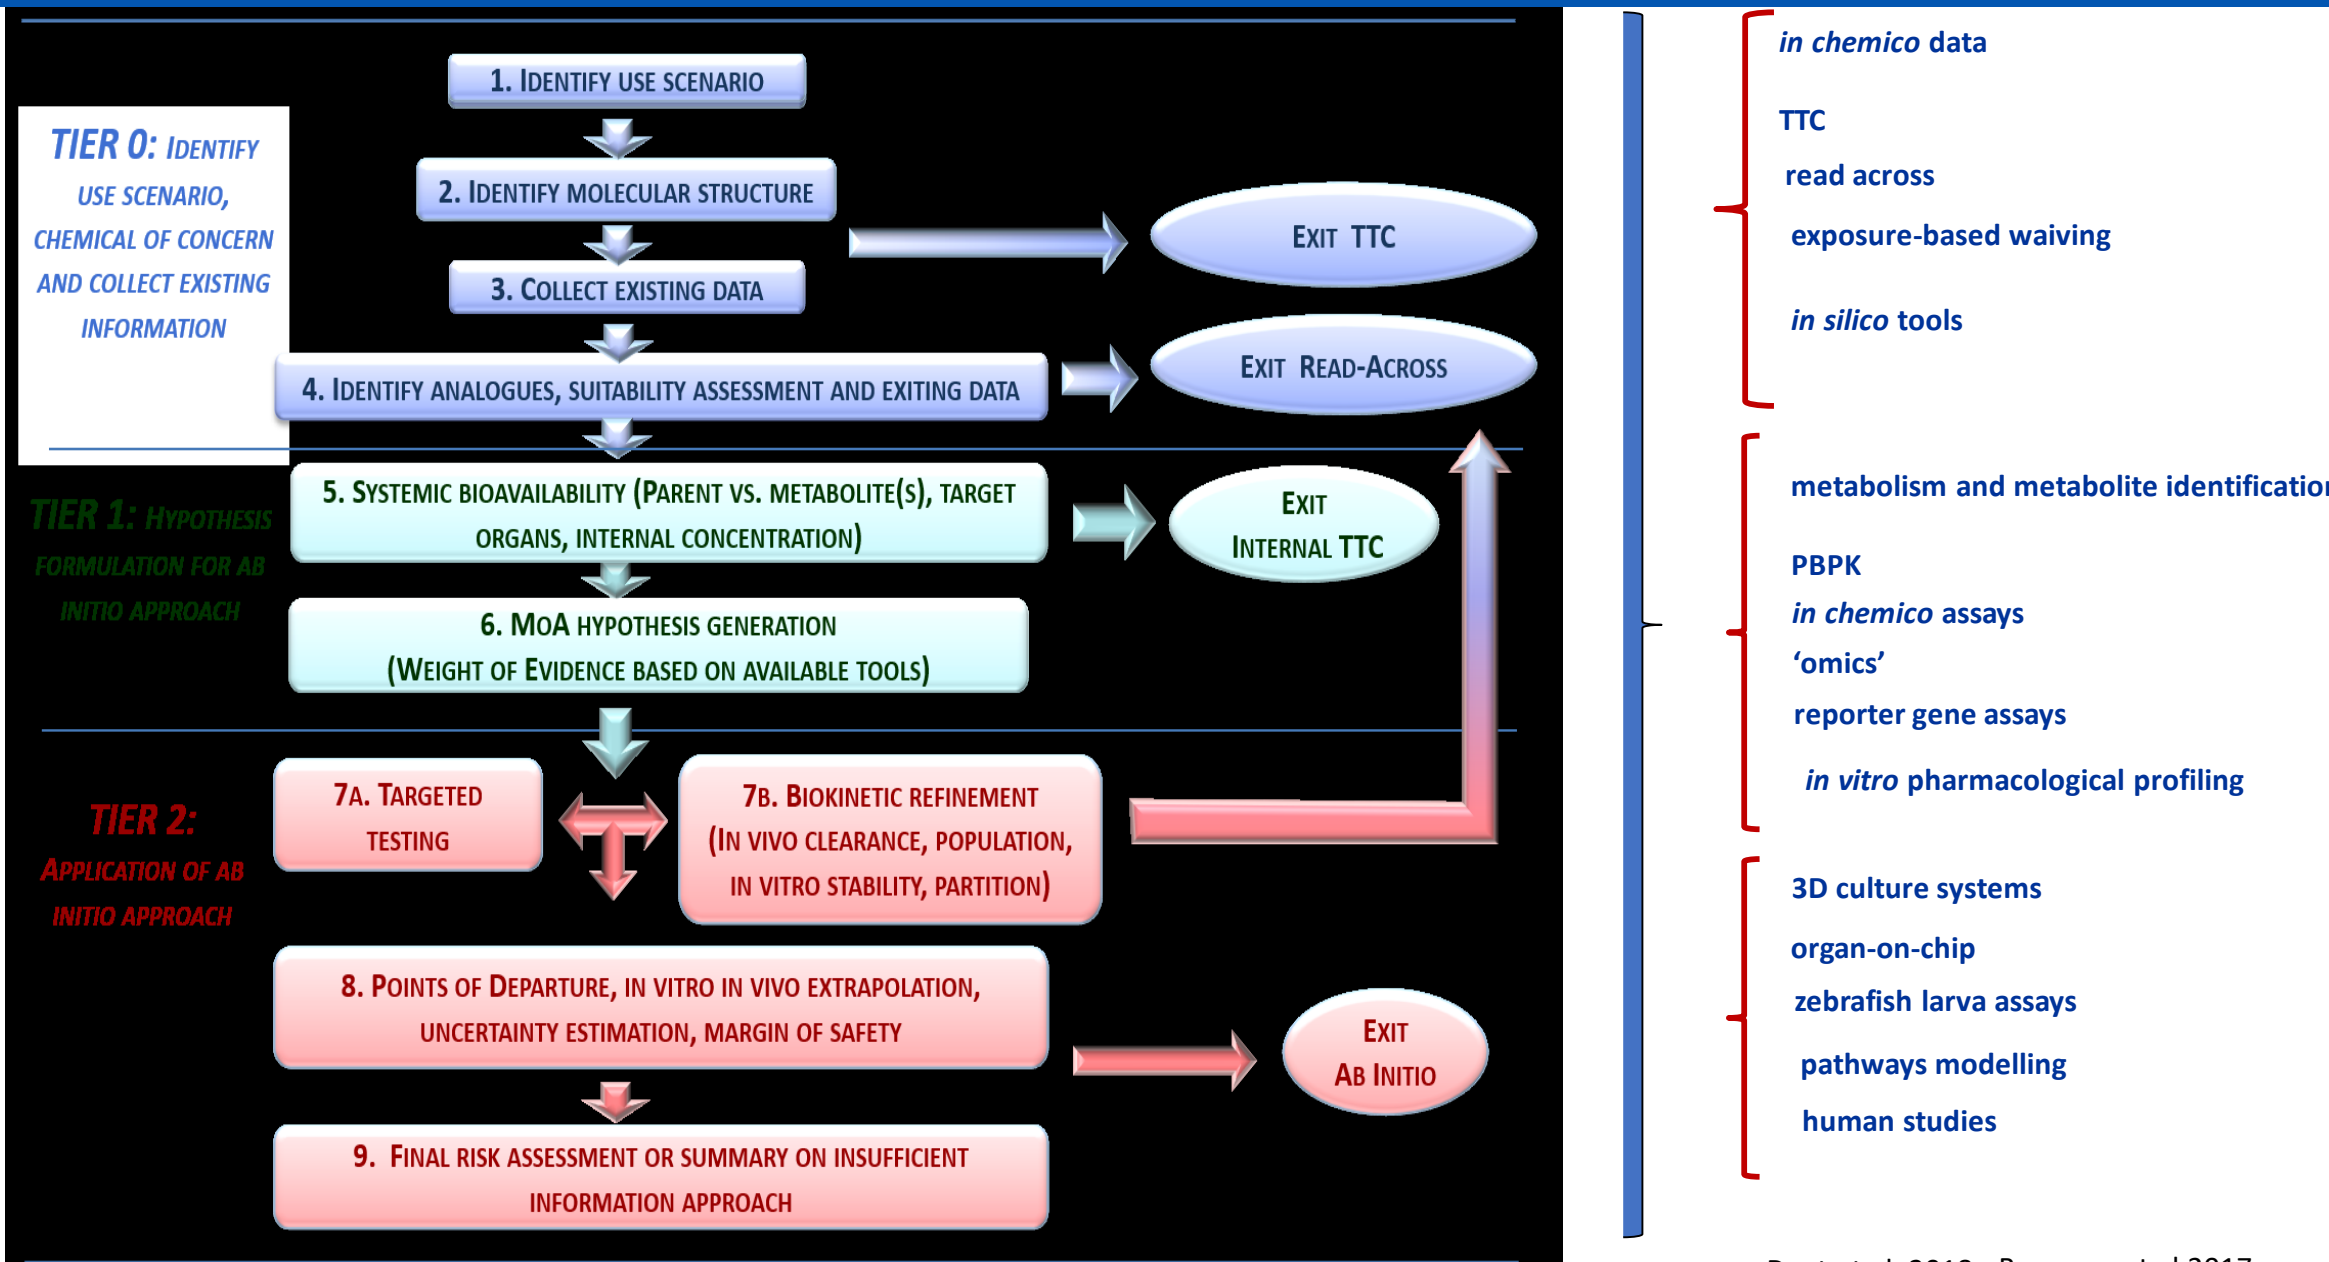 1. Identify use scenario
TIER 0: Identify
use scenario,
chemical of concern
and collect existing
information
2. Identify molecular structure
Exit TTC
3. Collect existing data
4. Identify analogues, suitability assessment and exiting data
Exit Read-Across
TIER 1: Hypothesis
formulation for ab
initio approach
5. Systemic bioavailability (Parent vs. metabolite(s), target
organs, internal concentration)
Exit
Internal TTC
6. MoA hypothesis generation
(Weight of Evidence based on available tools)
TIER 2:
Application of ab
initio approach
7a. Targeted
testing
7b. Biokinetic refinement
(In vivo clearance, population,
in vitro stability, partition)
8. Points of Departure, in vitro in vivo extrapolation,
uncertainty estimation, margin of safety
Exit
Ab Initio
9. Final risk assessment or summary on insufficient
information approach
in chemico data
TTC
read across
exposure-based waiving
in silico tools
metabolism and metabolite identification
PBPK
in chemico assays
‘omics’
reporter gene assays
in vitro pharmacological profiling
3D culture systems
organ-on-chip
zebrafish larva assays
pathways modelling
human studies